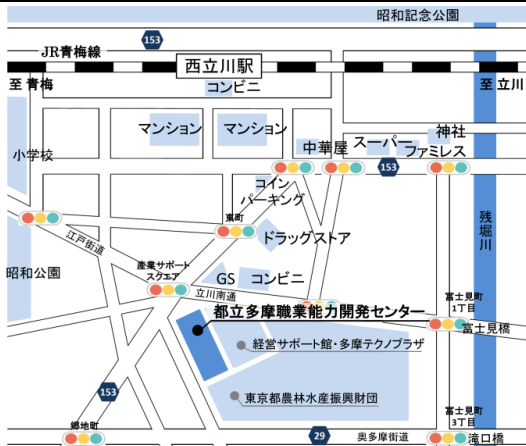 昭和記念公園
153
JR青梅線
西立川駅
至 青梅
至 立川
コンビニ
マンション
マンション
中華屋
スーパー
神社
ファミレス
小学校
153
コイン
パーキング
残堀川
東町
江戸街道
ドラッグストア
産業サポート
スクエア
昭和公園
GS
コンビニ
立川南通
富士見町
1丁目
都立多摩職業能力開発センター
富士見橋
経営サポート館・多摩テクノプラザ
153
東京都農林水産振興財団
郷地町
富士見町
3丁目
29
奥多摩街道
滝口橋